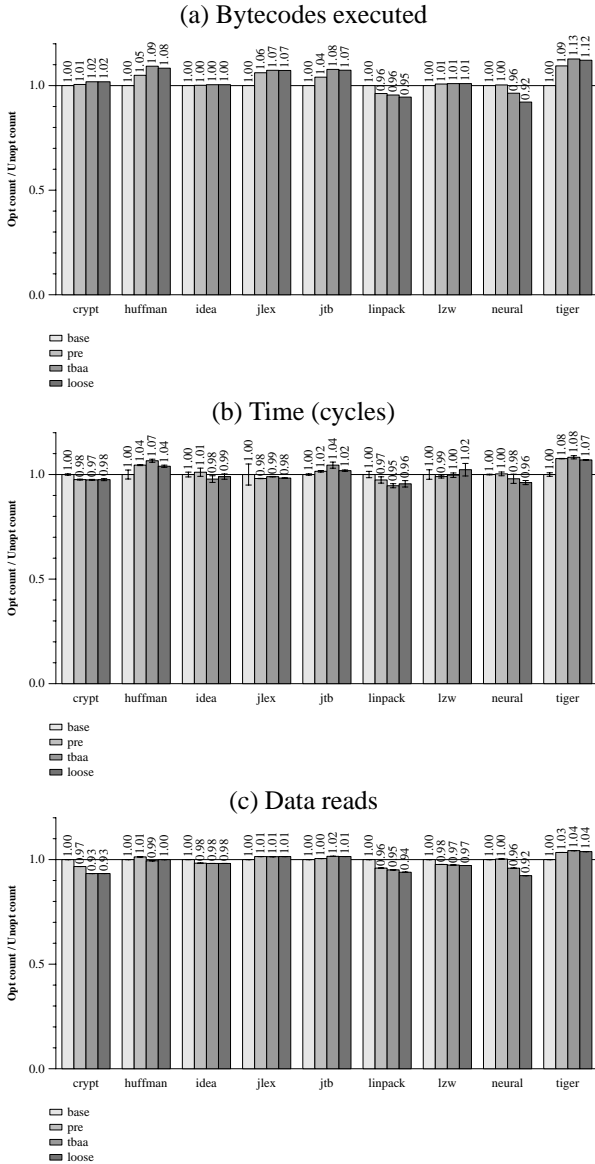 (a) Bytecodes executed
Opt count / Unopt count
1.0
0.5
0.0
1.00 1.01 1.02 1.02
1.00 1.05 1.09 1.08
1.00 1.00 1.00 1.00
1.00 1.06 1.07 1.07
1.00 1.04 1.08 1.07
1.00 0.96 0.96 0.95
1.00 1.01 1.01 1.01
1.00 1.00 0.96 0.92
1.00 1.09 1.13 1.12
crypt huffman idea jlex jtb linpack lzw neural tiger
base
pre
tbaa
loose
(b) Time (cycles)
Opt count / Unopt count
1.0
0.5
0.0
1.00 0.98 0.97 0.98
1.00 1.04 1.07 1.04
1.00 1.01 0.98 0.99
1.00 0.98 0.99 0.98
1.00 1.02 1.04 1.02
1.00 0.97 0.95 0.96
1.00 0.99 1.00 1.02
1.00 1.00 0.98 0.96
1.00 1.08 1.08 1.07
crypt huffman idea jlex jtb linpack lzw neural tiger
base
pre
tbaa
loose
(c) Data reads
Opt count / Unopt count
1.0
0.5
0.0
1.00 0.97 0.93 0.93
1.00 1.01 0.99 1.00
1.00 0.98 0.98 0.98
1.00 1.01 1.01 1.01
1.00 1.00 1.02 1.01
1.00 0.96 0.95 0.94
1.00 0.98 0.97 0.97
1.00 1.00 0.96 0.92
1.00 1.03 1.04 1.04
crypt huffman idea jlex jtb linpack lzw neural tiger
base
pre
tbaa
loose